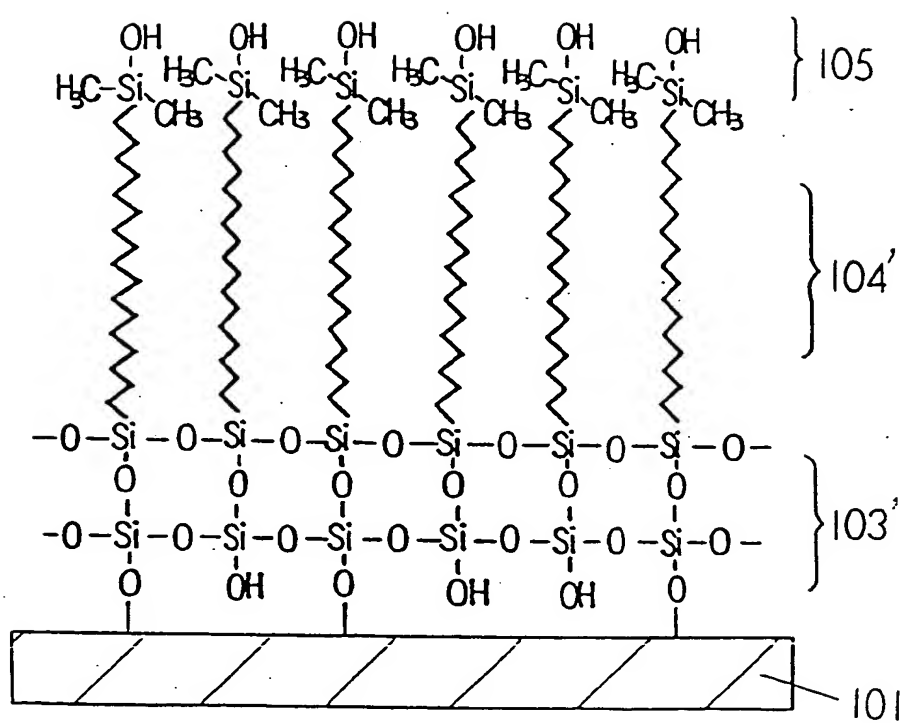 OH OH OH OH OH OH
H₃C Si CH₃ H₃C Si CH₃ H₃C Si CH₃ H₃C Si CH₃ H₃C Si CH₃ H₃C Si CH₃ 105
104'
-O-Si-O-Si-O-Si-O-Si-O-Si-O-Si-O-
O O O O O O
-O-Si-O-Si-O-Si-O-Si-O-Si-O-Si-O- 103'
O OH O OH OH O
101